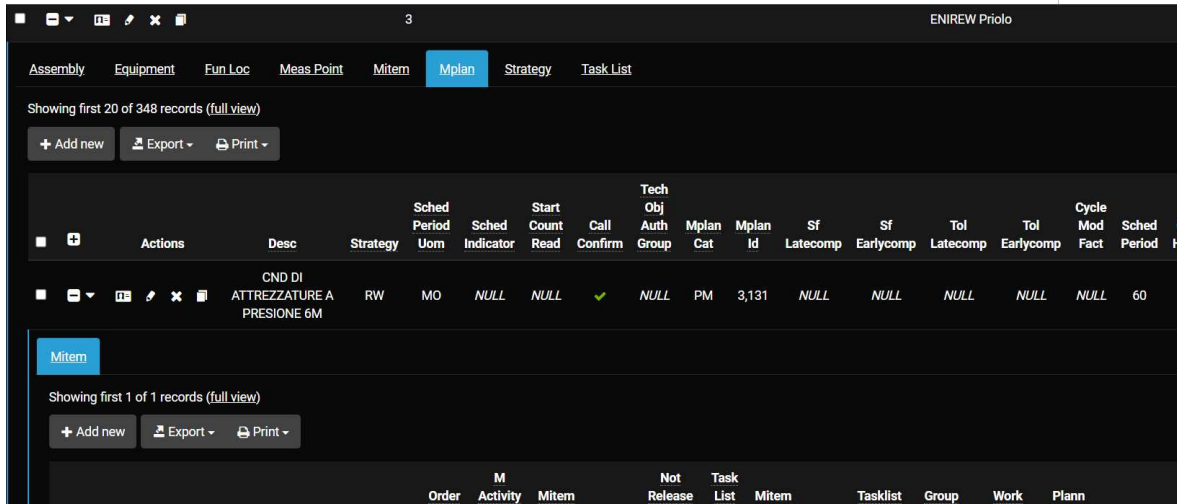 3 ENIREW Priolo
Assembly Equipment Fun Loc Meas Point Mitem Mplan Strategy Task List
Showing first 20 of 348 records (full view)
Add new Export Print
Actions Desc Strategy Sched Period Uom Sched Indicator Start Count Read Call Confirm Tech Obj Auth Group Mplan Cat Mplan Id Sf Latecomp Sf Earlycomp Tol Latecomp Tol Earlycomp Cycle Mod Fact Sched Period
CND DI ATTREZZATURE A PRESIONE 6M RW MO NULL NULL NULL PM 3,131 NULL NULL NULL NULL NULL 60
Mitem
Showing first 1 of 1 records (full view)
Add new Export Print
Order M Activity Mitem Not Release Task List Mitem Tasklist Group Work Plann